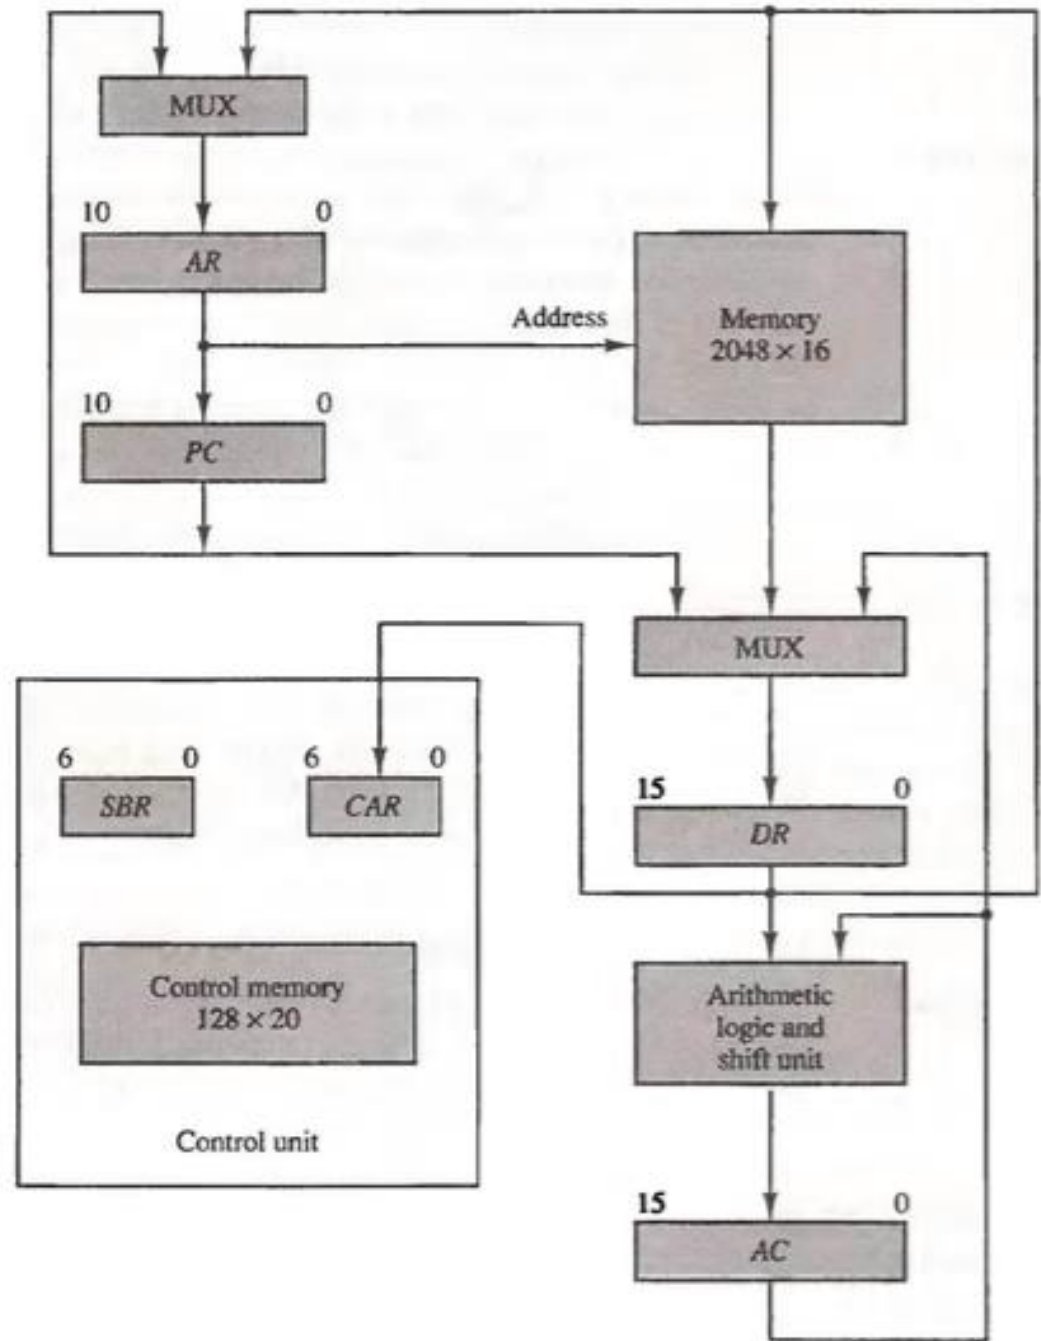 MUX
10 0
AR
Address
Memory
2048 × 16
10 0
PC
MUX
6 0
6 0
SBR
CAR
15 0
DR
Control memory
128 × 20
Arithmetic
logic and
shift unit
Control unit
15 0
AC